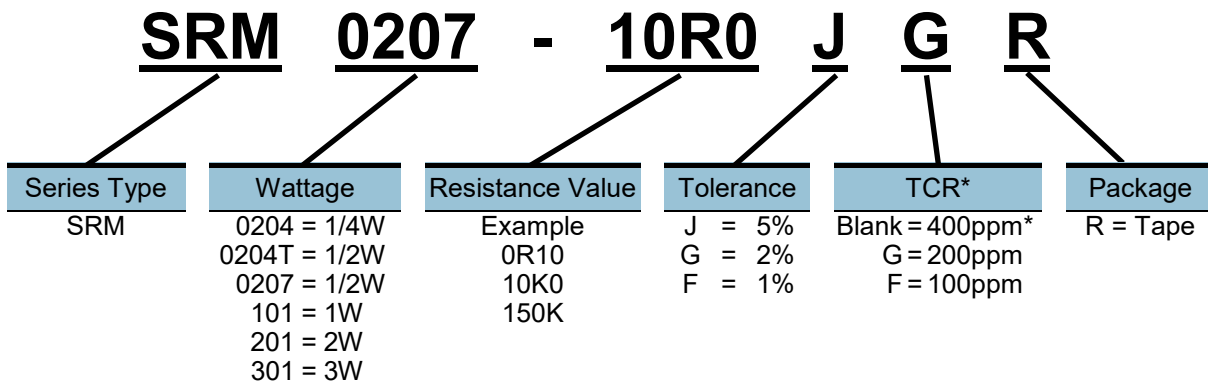 SRM 0207 - 10R0 J G R
Series Type
SRM
Wattage
0204 = 1/4W
0204T = 1/2W
0207 = 1/2W
101 = 1W
201 = 2W
301 = 3W
Resistance Value
Example
0R10
10K0
150K
Tolerance
J = 5%
G = 2%
F = 1%
TCR*
Blank = 400ppm*
G = 200ppm
F = 100ppm
Package
R = Tape